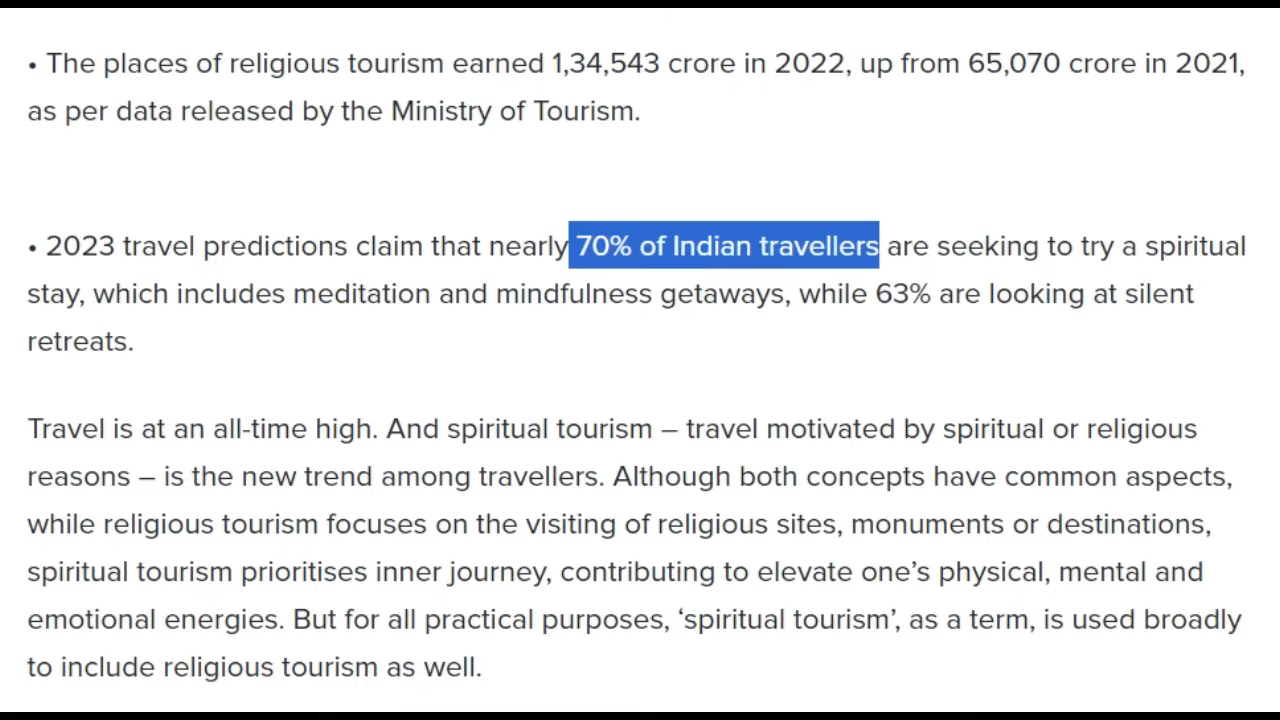 • The places of religious tourism earned 1,34,543 crore in 2022, up from 65,070 crore in 2021,
as per data released by the Ministry of Tourism.
• 2023 travel predictions claim that nearly 70% of Indian travellers are seeking to try a spiritual
stay, which includes meditation and mindfulness getaways, while 63% are looking at silent
retreats.
Travel is at an all-time high. And spiritual tourism – travel motivated by spiritual or religious
reasons – is the new trend among travellers. Although both concepts have common aspects,
while religious tourism focuses on the visiting of religious sites, monuments or destinations,
spiritual tourism prioritises inner journey, contributing to elevate one’s physical, mental and
emotional energies. But for all practical purposes, ‘spiritual tourism’, as a term, is used broadly
to include religious tourism as well.